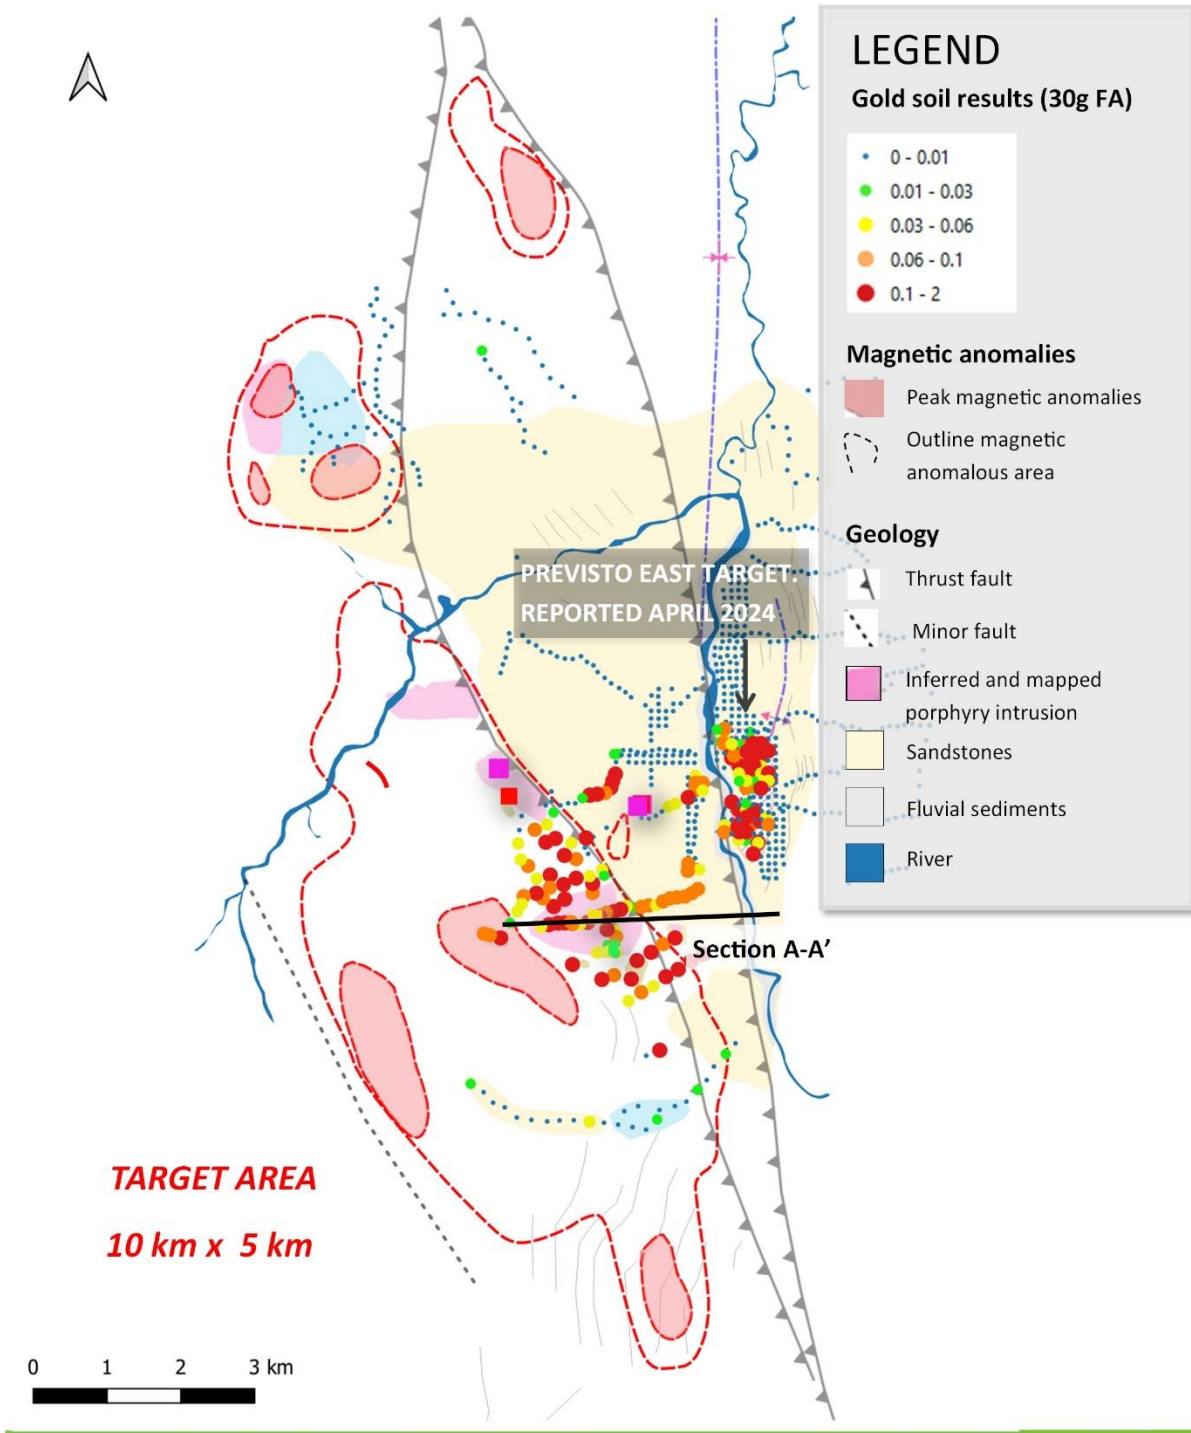 LEGEND
Gold soil results (30g FA)
0 - 0.01
0.01 - 0.03
0.03 - 0.06
0.06 - 0.1
0.1 - 2
Magnetic anomalies
Peak magnetic anomalies
Outline magnetic
anomalous area
Geology
Thrust fault
Minor fault
Inferred and mapped
porphyry intrusion
Sandstones
Fluvial sediments
River
PREVISTO EAST TARGET.
REPORTED APRIL 2024
Section A-A’
TARGET AREA
10 km x 5 km
0 1 2 3 km